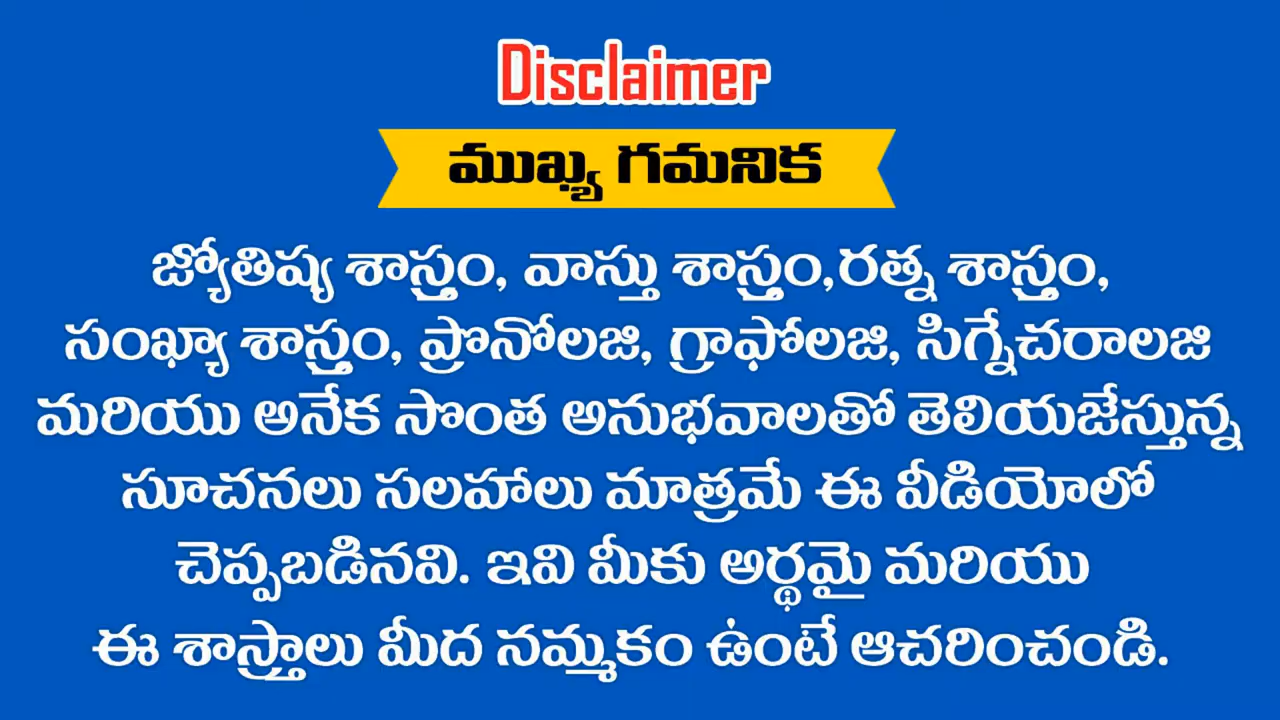 Disclaimer
ముఖ్య గమనిక
జ్యోతిష్య శాస్త్రం, వాస్తు శాస్త్రం,రత్న శాస్త్రం,
సంఖ్యా శాస్త్రం, ప్రొనోలజి, గ్రాఫోలజి, సిగ్నేచరాలజి
మరియు అనేక సొంత అనుభవాలతో తెలియజేస్తున్న
సూచనలు సలహాలు మాత్రమే ఈ వీడియోలో
చెప్పబడినవి. ఇవి మీకు అర్థమై మరియు
ఈ శాస్త్రాలు మీద నమ్మకం ఉంటే ఆచరించండి.